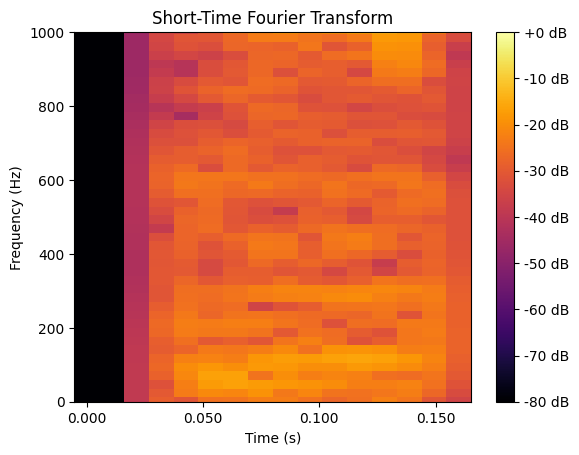 Short-Time Fourier Transform
Frequency (Hz)
1000
800
600
400
200
0
0.000
0.050
0.100
0.150
Time (s)
+0 dB
-10 dB
-20 dB
-30 dB
-40 dB
-50 dB
-60 dB
-70 dB
-80 dB